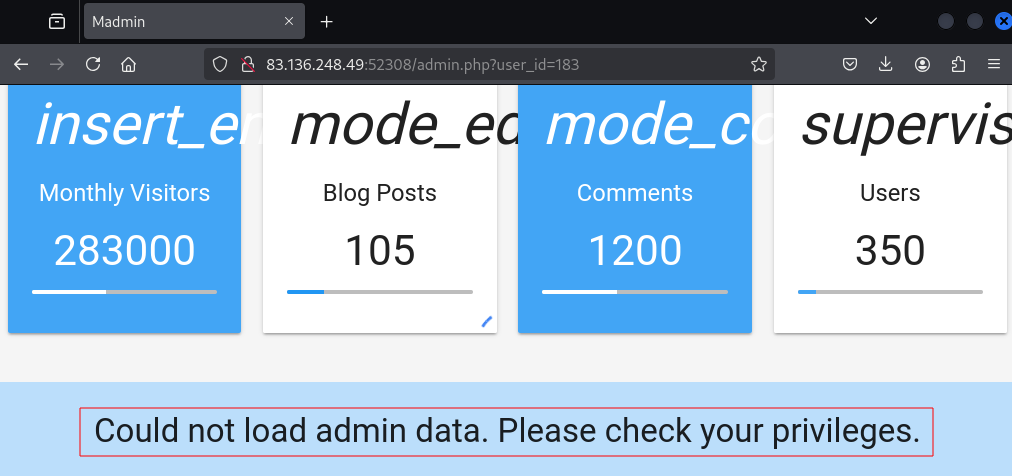 Madmin
83.136.248.49:52308/admin.php?user_id=183
insert_e
mode_ed
mode_co
supervis
Monthly Visitors
Blog Posts
Comments
Users
283000
105
1200
350
Could not load admin data. Please check your privileges.